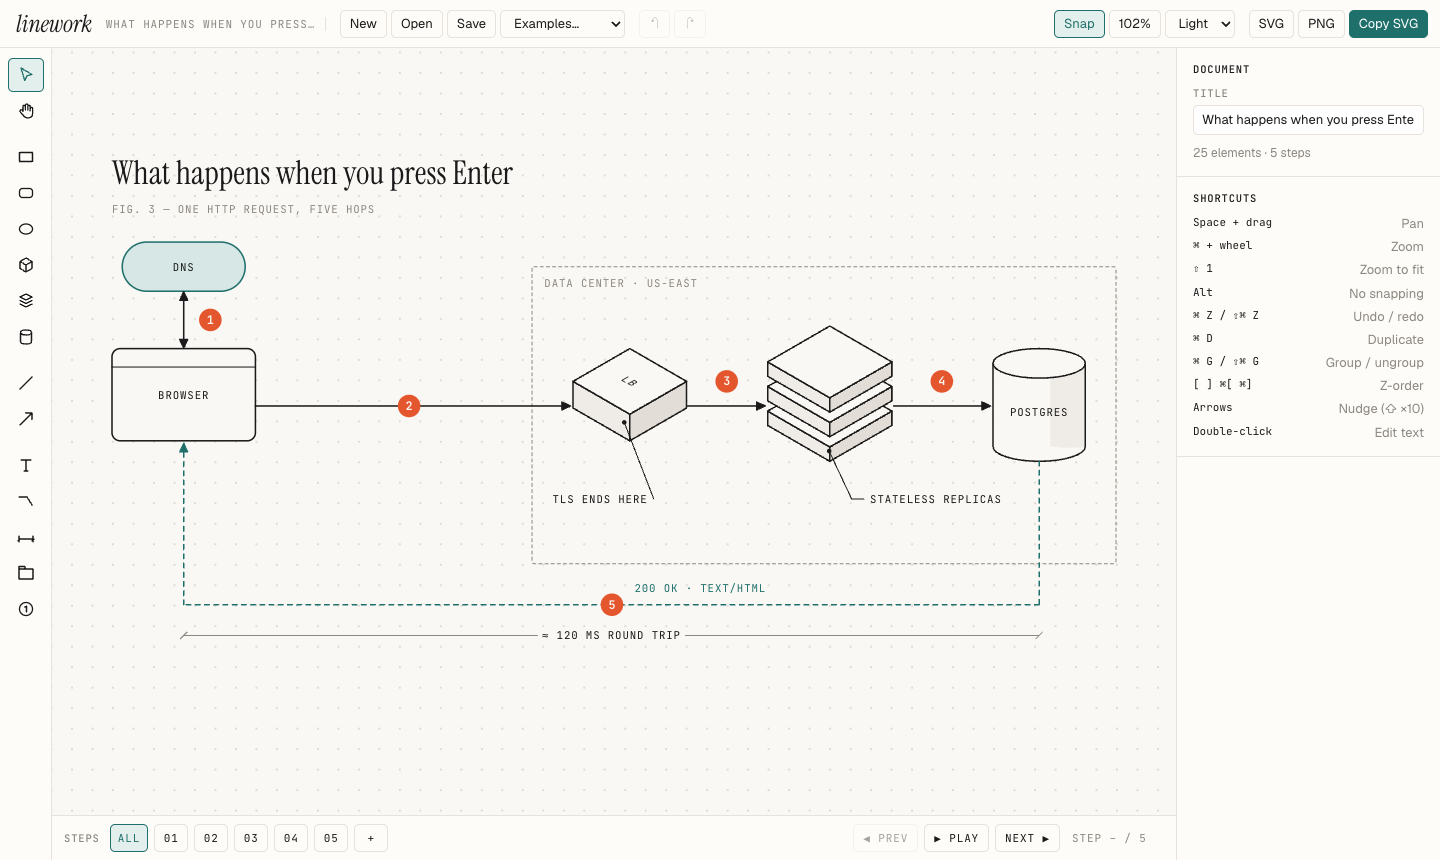 linework
WHAT HAPPENS WHEN YOU PRESS…
New
Open
Save
Examples...
Snap
102%
Light
SVG
PNG
Copy SVG
What happens when you press Enter
FIG. 3 — ONE HTTP REQUEST, FIVE HOPS
DNS
1
BROWSER
2
DATA CENTER · US-EAST
LB
3
4
POSTGRES
TLS ENDS HERE
STATELESS REPLICAS
200 OK · TEXT/HTML
5
≈ 120 MS ROUND TRIP
DOCUMENT
TITLE
What happens when you press Ente
25 elements · 5 steps
SHORTCUTS
Space + drag Pan
⌘ + wheel Zoom
⇧ 1 Zoom to fit
Alt No snapping
⌘ Z / ⇧⌘ Z Undo / redo
⌘ D Duplicate
⌘ G / ⇧⌘ G Group / ungroup
[ ] ⌘[ ⌘] Z-order
Arrows Nudge (⇧ ×10)
Double-click Edit text
STEPS
ALL
01
02
03
04
05
+
◀ PREV
▶ PLAY
NEXT ▶
STEP – / 5